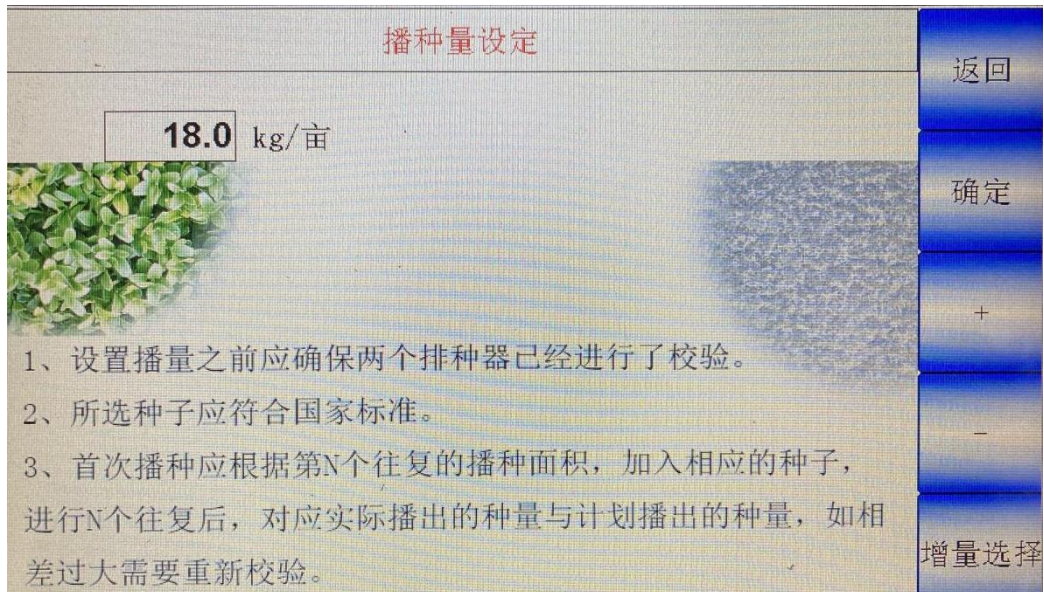 播种量设定
18.0 kg/亩
1、设置播量之前应确保两个排种器已经进行了校验。
2、所选种子应符合国家标准。
3、首次播种应根据第N个往复的播种面积，加入相应的种子，
进行N个往复后，对应实际播出的种量与计划播出的种量，如相
差过大需要重新校验。
返回
确定
+
-
增量选择